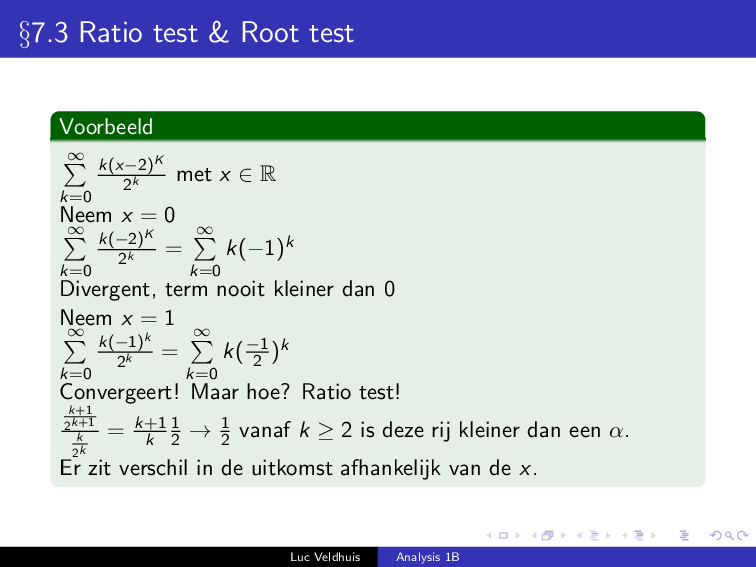 §7.3 Ratio test & Root test
Voorbeeld
$\sum_{k=0}^{\infty} \frac{k(x-2)^K}{2^k}$ met $x \in \mathbb{R}$
Neem $x = 0$
$\sum_{k=0}^{\infty} \frac{k(-2)^K}{2^k} = \sum_{k=0}^{\infty} k(-1)^k$
Divergent, term nooit kleiner dan 0
Neem $x = 1$
$\sum_{k=0}^{\infty} \frac{k(-1)^k}{2^k} = \sum_{k=0}^{\infty} k(\frac{-1}{2})^k$
Convergeert! Maar hoe? Ratio test!
$\frac{\frac{k+1}{2^{k+1}}}{\frac{k}{2^k}} = \frac{k+1}{k}\frac{1}{2} \to \frac{1}{2}$ vanaf $k \geq 2$ is deze rij kleiner dan een $\alpha$.
Er zit verschil in de uitkomst afhankelijk van de $x$.
Luc Veldhuis Analysis 1B